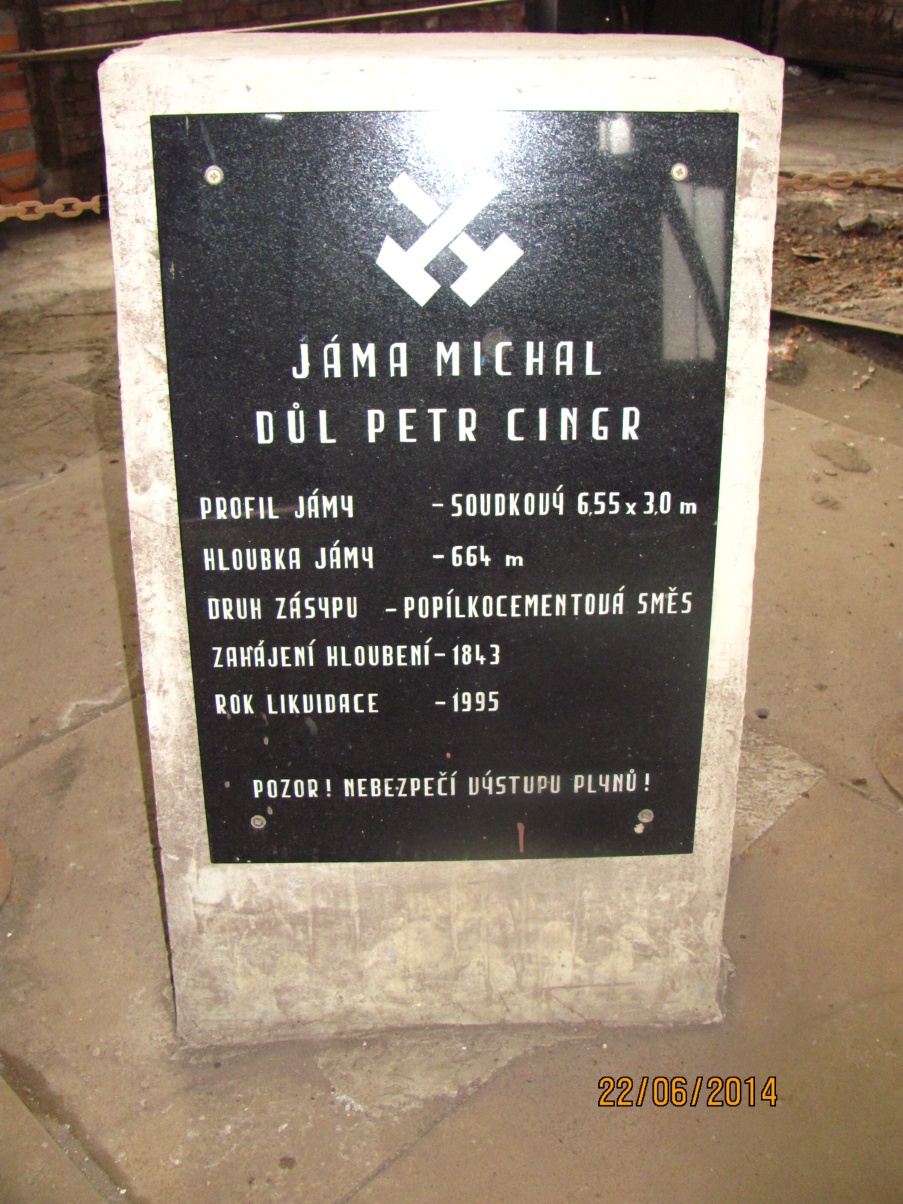 JÁMA MICHAL
DŮL PETR CINGR
PROFIL JÁMY – SOUDKOVÝ 6,55 x 3,0 m
HLOUBKA JÁMY – 664 m
DRUH ZÁSYPU – POPÍLKOCEMENTOVÁ SMĚS
ZAHÁJENÍ HLOUBENÍ – 1843
ROK LIKVIDACE – 1995
POZOR! NEBEZPEČÍ VÝSTUPU PLYNŮ!
22/06/2014